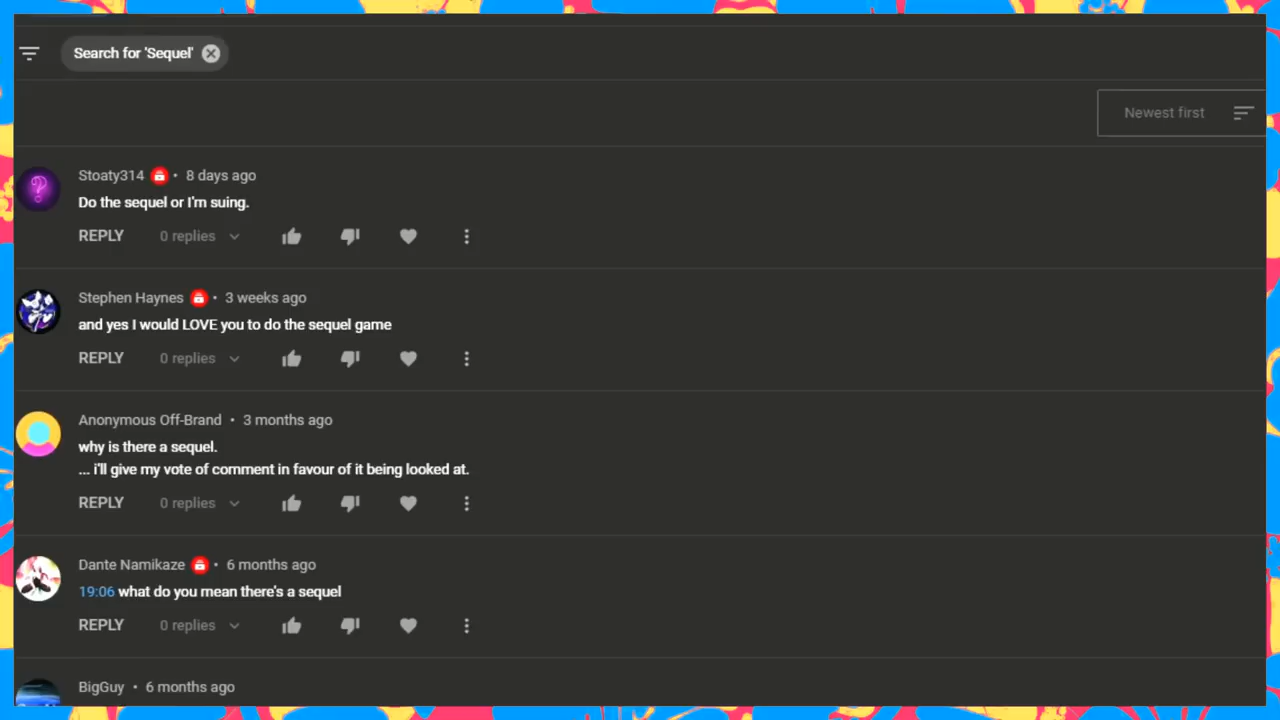 Search for 'Sequel'
Newest first
Stoaty314 • 8 days ago
Do the sequel or I'm suing.
REPLY 0 replies
Stephen Haynes • 3 weeks ago
and yes I would LOVE you to do the sequel game
REPLY 0 replies
Anonymous Off-Brand • 3 months ago
why is there a sequel.
... i'll give my vote of comment in favour of it being looked at.
REPLY 0 replies
Dante Namikaze • 6 months ago
19:06 what do you mean there's a sequel
REPLY 0 replies
BigGuy • 6 months ago